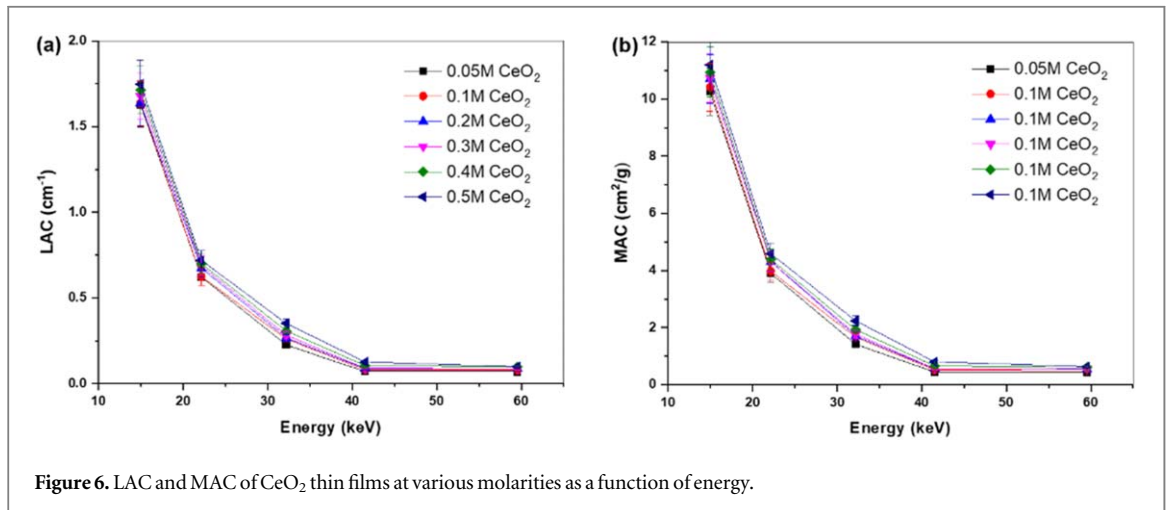 (a)
2.0
1.5
1.0
0.5
0.0
LAC (cm⁻¹)
10 20 30 40 50 60
Energy (keV)
0.05M CeO₂
0.1M CeO₂
0.2M CeO₂
0.3M CeO₂
0.4M CeO₂
0.5M CeO₂
(b)
12
10
8
6
4
2
0
MAC (cm²/g)
10 20 30 40 50 60
Energy (keV)
0.05M CeO₂
0.1M CeO₂
0.1M CeO₂
0.1M CeO₂
0.1M CeO₂
0.1M CeO₂
Figure 6. LAC and MAC of CeO₂ thin films at various molarities as a function of energy.